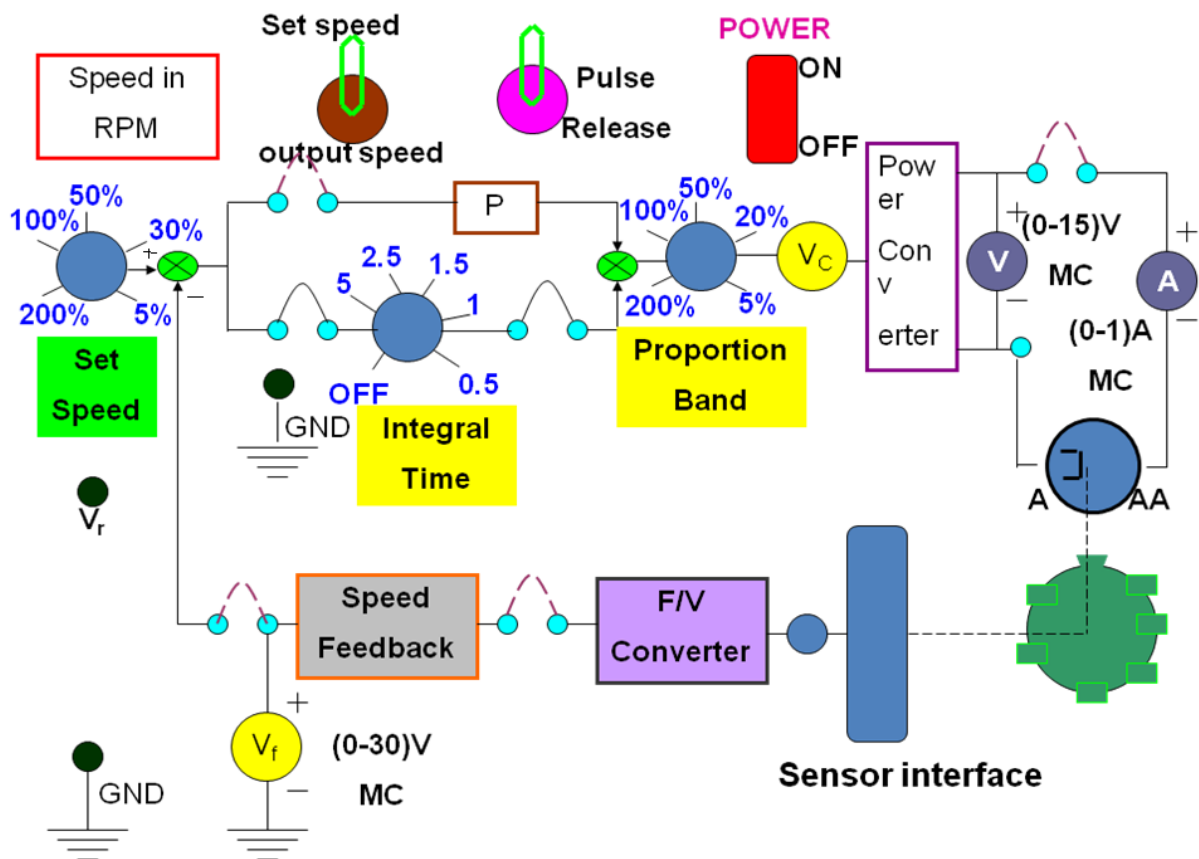 Set speed
POWER
Speed in
RPM
ON
Pulse
Release
output speed
OFF
50%
100%
30%
+
−
200%
5%
Set
Speed
P
2.5
1.5
5
1
OFF
0.5
Integral
Time
GND
50%
100%
20%
200%
5%
Proportion
Band
V_C
Pow
er
Con
v
erter
+
V
−
(0-15)V
MC
+
A
−
(0-1)A
MC
A
AA
V_r
Speed
Feedback
F/V
Converter
+
V_f
−
(0-30)V
MC
GND
Sensor interface